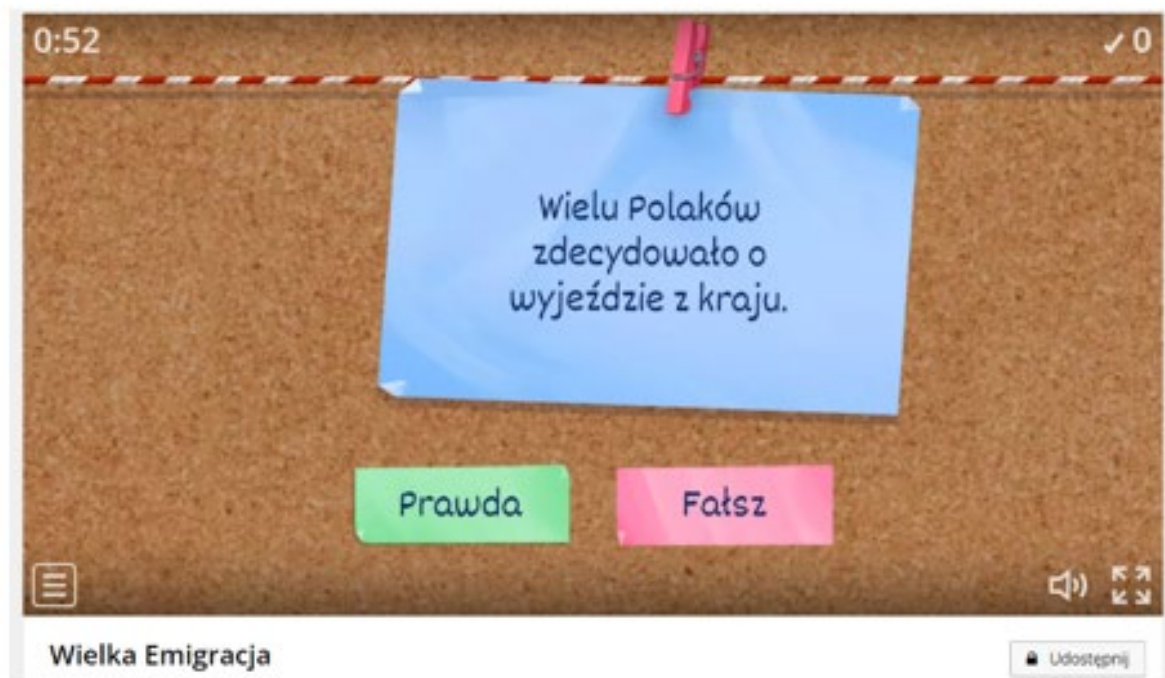 0:52
✓ 0
Wielu Polaków
zdecydowało o
wyjeździe z kraju.
Prawda
Fałsz
Wielka Emigracja
Udostępnij